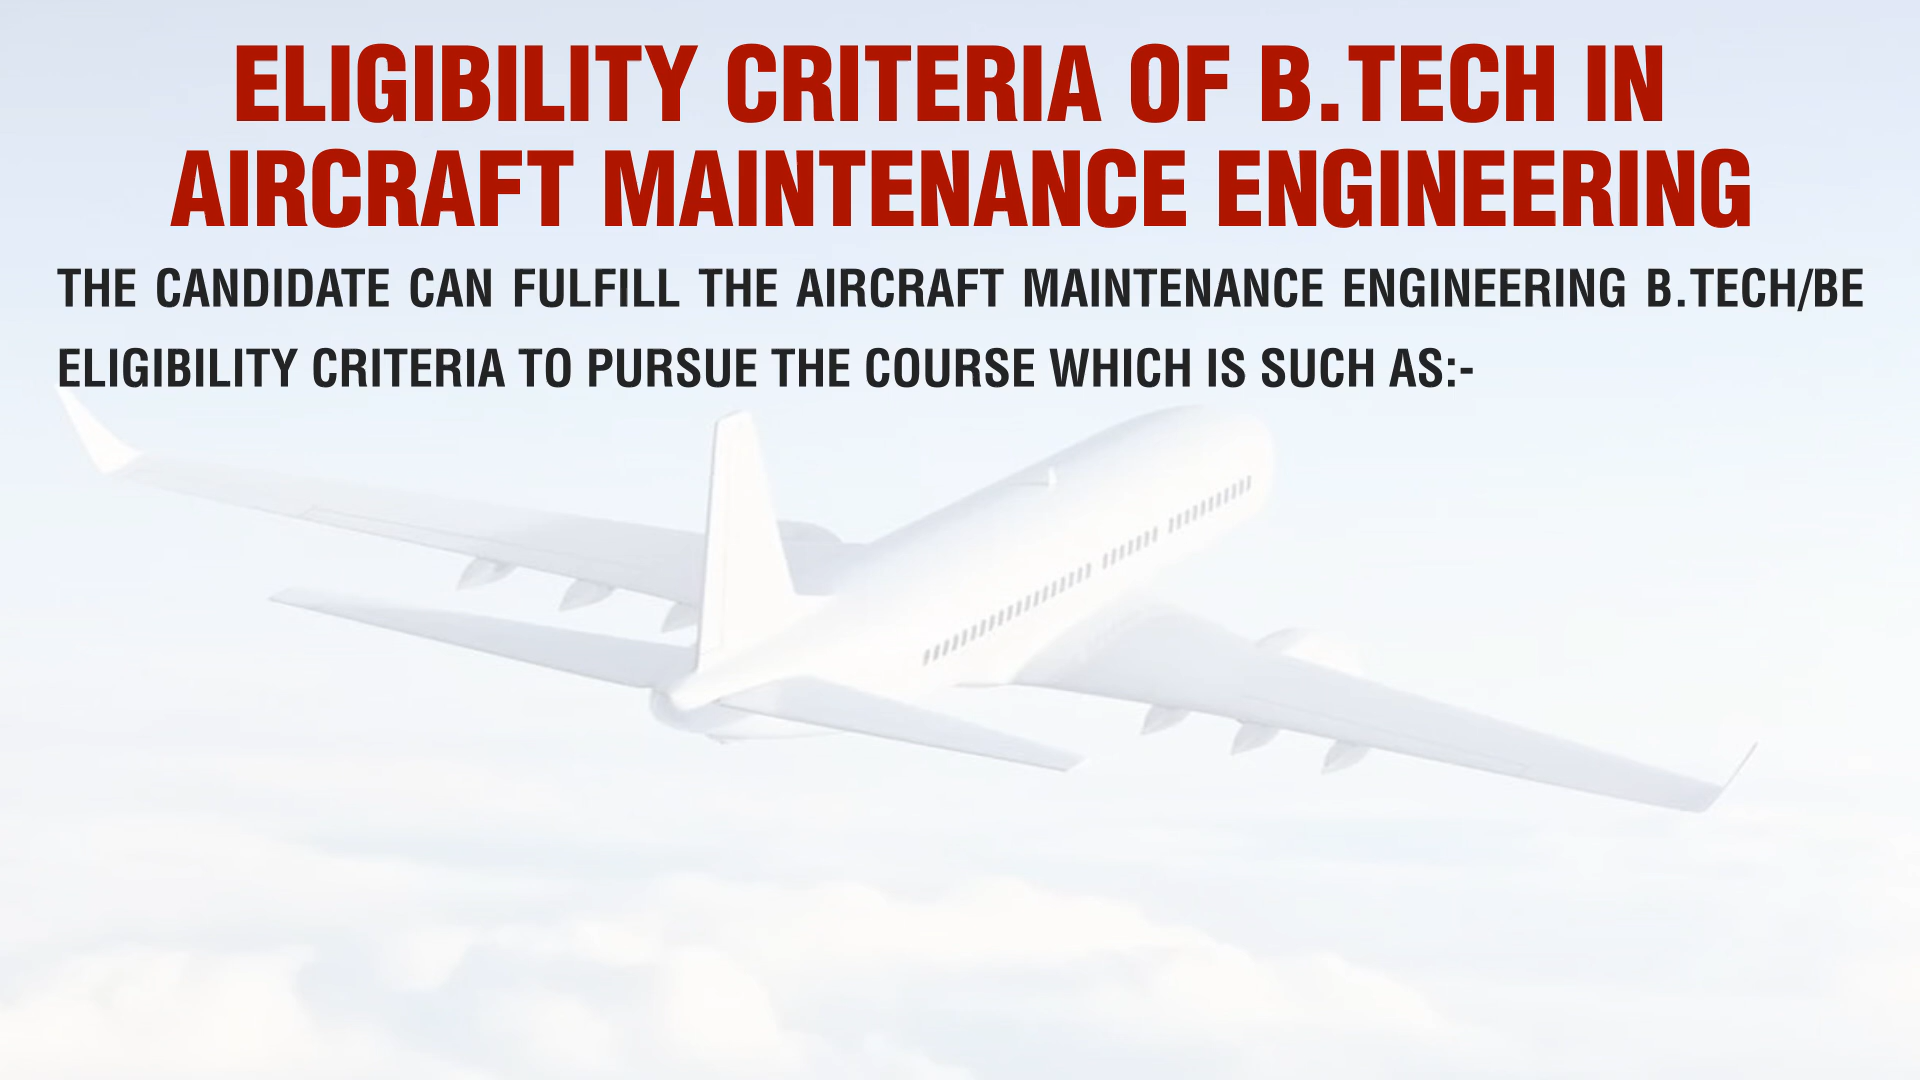 ELIGIBILITY CRITERIA OF B.TECH IN
AIRCRAFT MAINTENANCE ENGINEERING
THE CANDIDATE CAN FULFILL THE AIRCRAFT MAINTENANCE ENGINEERING B.TECH/BE
ELIGIBILITY CRITERIA TO PURSUE THE COURSE WHICH IS SUCH AS:-